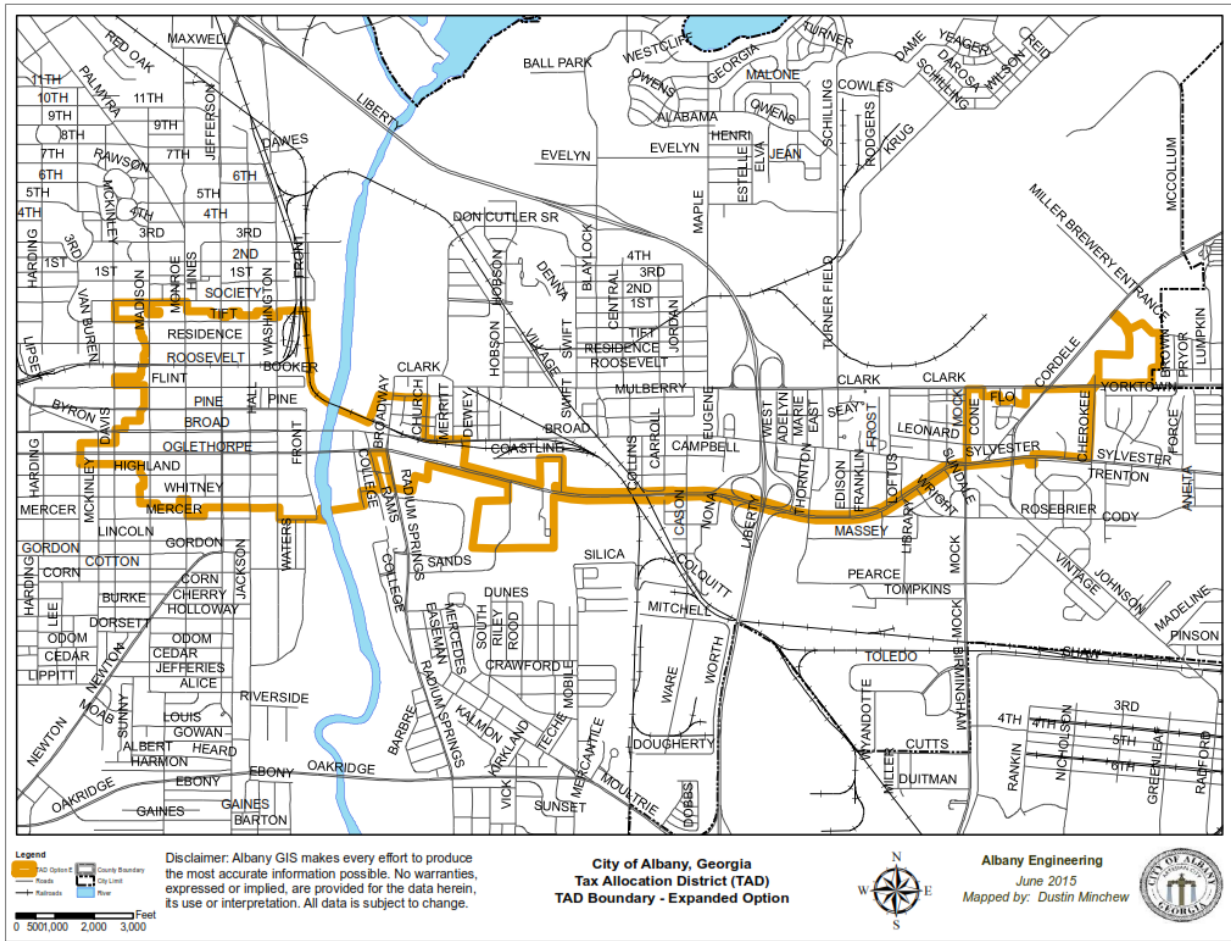 MAXWELL
RED OAK
PALMYRA
11TH
11TH
10TH
9TH
9TH
8TH
7TH
7TH
RAWSON
6TH
6TH
5TH
5TH
4TH
4TH
4TH
3RD
3RD
3RD
2ND
1ST
1ST
1ST
MCKINLEY
HARDING
JEFFERSON
DAWES
LIBERTY
FRONT
MONROE
HINES
MADISON
WASHINGTON
VAN BUREN
SOCIETY
TIFT
RESIDENCE
ROOSEVELT
BOOKER
FLINT
LIPSE
PINE
HALL
PINE
BYRON
DAVIS
BROAD
OGLETHORPE
FRONT
HIGHLAND
HARDING
MCKINLEY
WHITNEY
MERCER
MERCER
LINCOLN
GORDON
GORDON
COTTON
CORN
CORN
HARDING
LEE
BURKE
CHERRY
HOLLOWAY
JACKSON
WATERS
DORSETT
ODOM
ODOM
CEDAR
CEDAR
LIPPITT
JEFFERIES
ALICE
NEWTON
NEWTON
MOAB
SUNNY
RIVERSIDE
LOUIS
GOWAN
ALBERT
HEARD
HARMON
EBONY
EBONY
OAKRIDGE
OAKRIDGE
GAINES
GAINES
BARTON
BALL PARK
WESTCLIFF
GEORGIA
TURNER
OWENS
MALONE
OWENS
ALABAMA
HENRI
EVELYN
EVELYN
ESTELLE
ELVA
JEAN
MAPLE
SCHILLING
COWLES
RODGERS
KRUG
DAME
YEAGER
REID
DAROSA
WILSON
SCHILLING
MCCOLLUM
MILLER BREWERY ENTRANCE
DON CUTLER SR
HOBSON
HOBSON
DENNA
BLAYLOCK
SWIFT
SWIFT
VILLAGE
CENTRAL
4TH
3RD
2ND
1ST
TIFT
RESIDENCE
ROOSEVELT
JORDAN
MULBERRY
TURNER FIELD
CORDELE
BROWN
PRYOR
LUMPKIN
CLARK
BROADWAY
CHURCH
MERRITT
DEWEY
COASTLINE
BROAD
COLLINS
CARROLL
CAMPBELL
EUGENE
WEST
ADELYN
MARIE
EAST
CLARK
CLARK
SEAY
FROST
LEONARD
MOCK
CONE
FLO
YORKTOWN
CHEROKEE
FORCE
SYLVESTER
SYLVESTER
TRENTON
ANEITA
COLLEGE
RAMS
RADIUM SPRINGS
COLLEGE
SANDS
CASON
NONA
LIBERTY
THORNTON
EDISON
FRANKLIN
LOFTUS
LIBRARY
WRIGHT
SUNDALE
MASSEY
ROSEBRIER
CODY
SILICA
COLQUITT
MITCHELL
PEARCE
TOMPKINS
MOCK
MOCK
VINTAGE
JOHNSON
MADELINE
PINSON
DUNES
SOUTH
RILEY
ROOD
MERCEDES
EASEMAN
CRAWFORD
MOBILE
WARE
WORTH
TOLEDO
BIRMINGHAM
SHAW
RADIUM SPRINGS
BARBRE
KALMON
KIRKLAND
TECHE
MERCANTILE
DOUGHERTY
MOULTRIE
VICK
SUNSET
DOBBS
WYANDOTTE
MILLER
CUTTS
DUITMAN
4TH
4TH
3RD
5TH
6TH
RANKIN
NICHOLSON
GREENLEAF
RADFORD
Legend
TAD Option E
County Boundary
Roads
City Limit
Railroads
River
0 500 1,000 2,000 3,000 Feet
Disclaimer: Albany GIS makes every effort to produce
the most accurate information possible. No warranties,
expressed or implied, are provided for the data herein,
its use or interpretation. All data is subject to change.
City of Albany, Georgia
Tax Allocation District (TAD)
TAD Boundary - Expanded Option
N
W
E
S
Albany Engineering
June 2015
Mapped by: Dustin Minchew
CITY OF ALBANY
GEORGIA